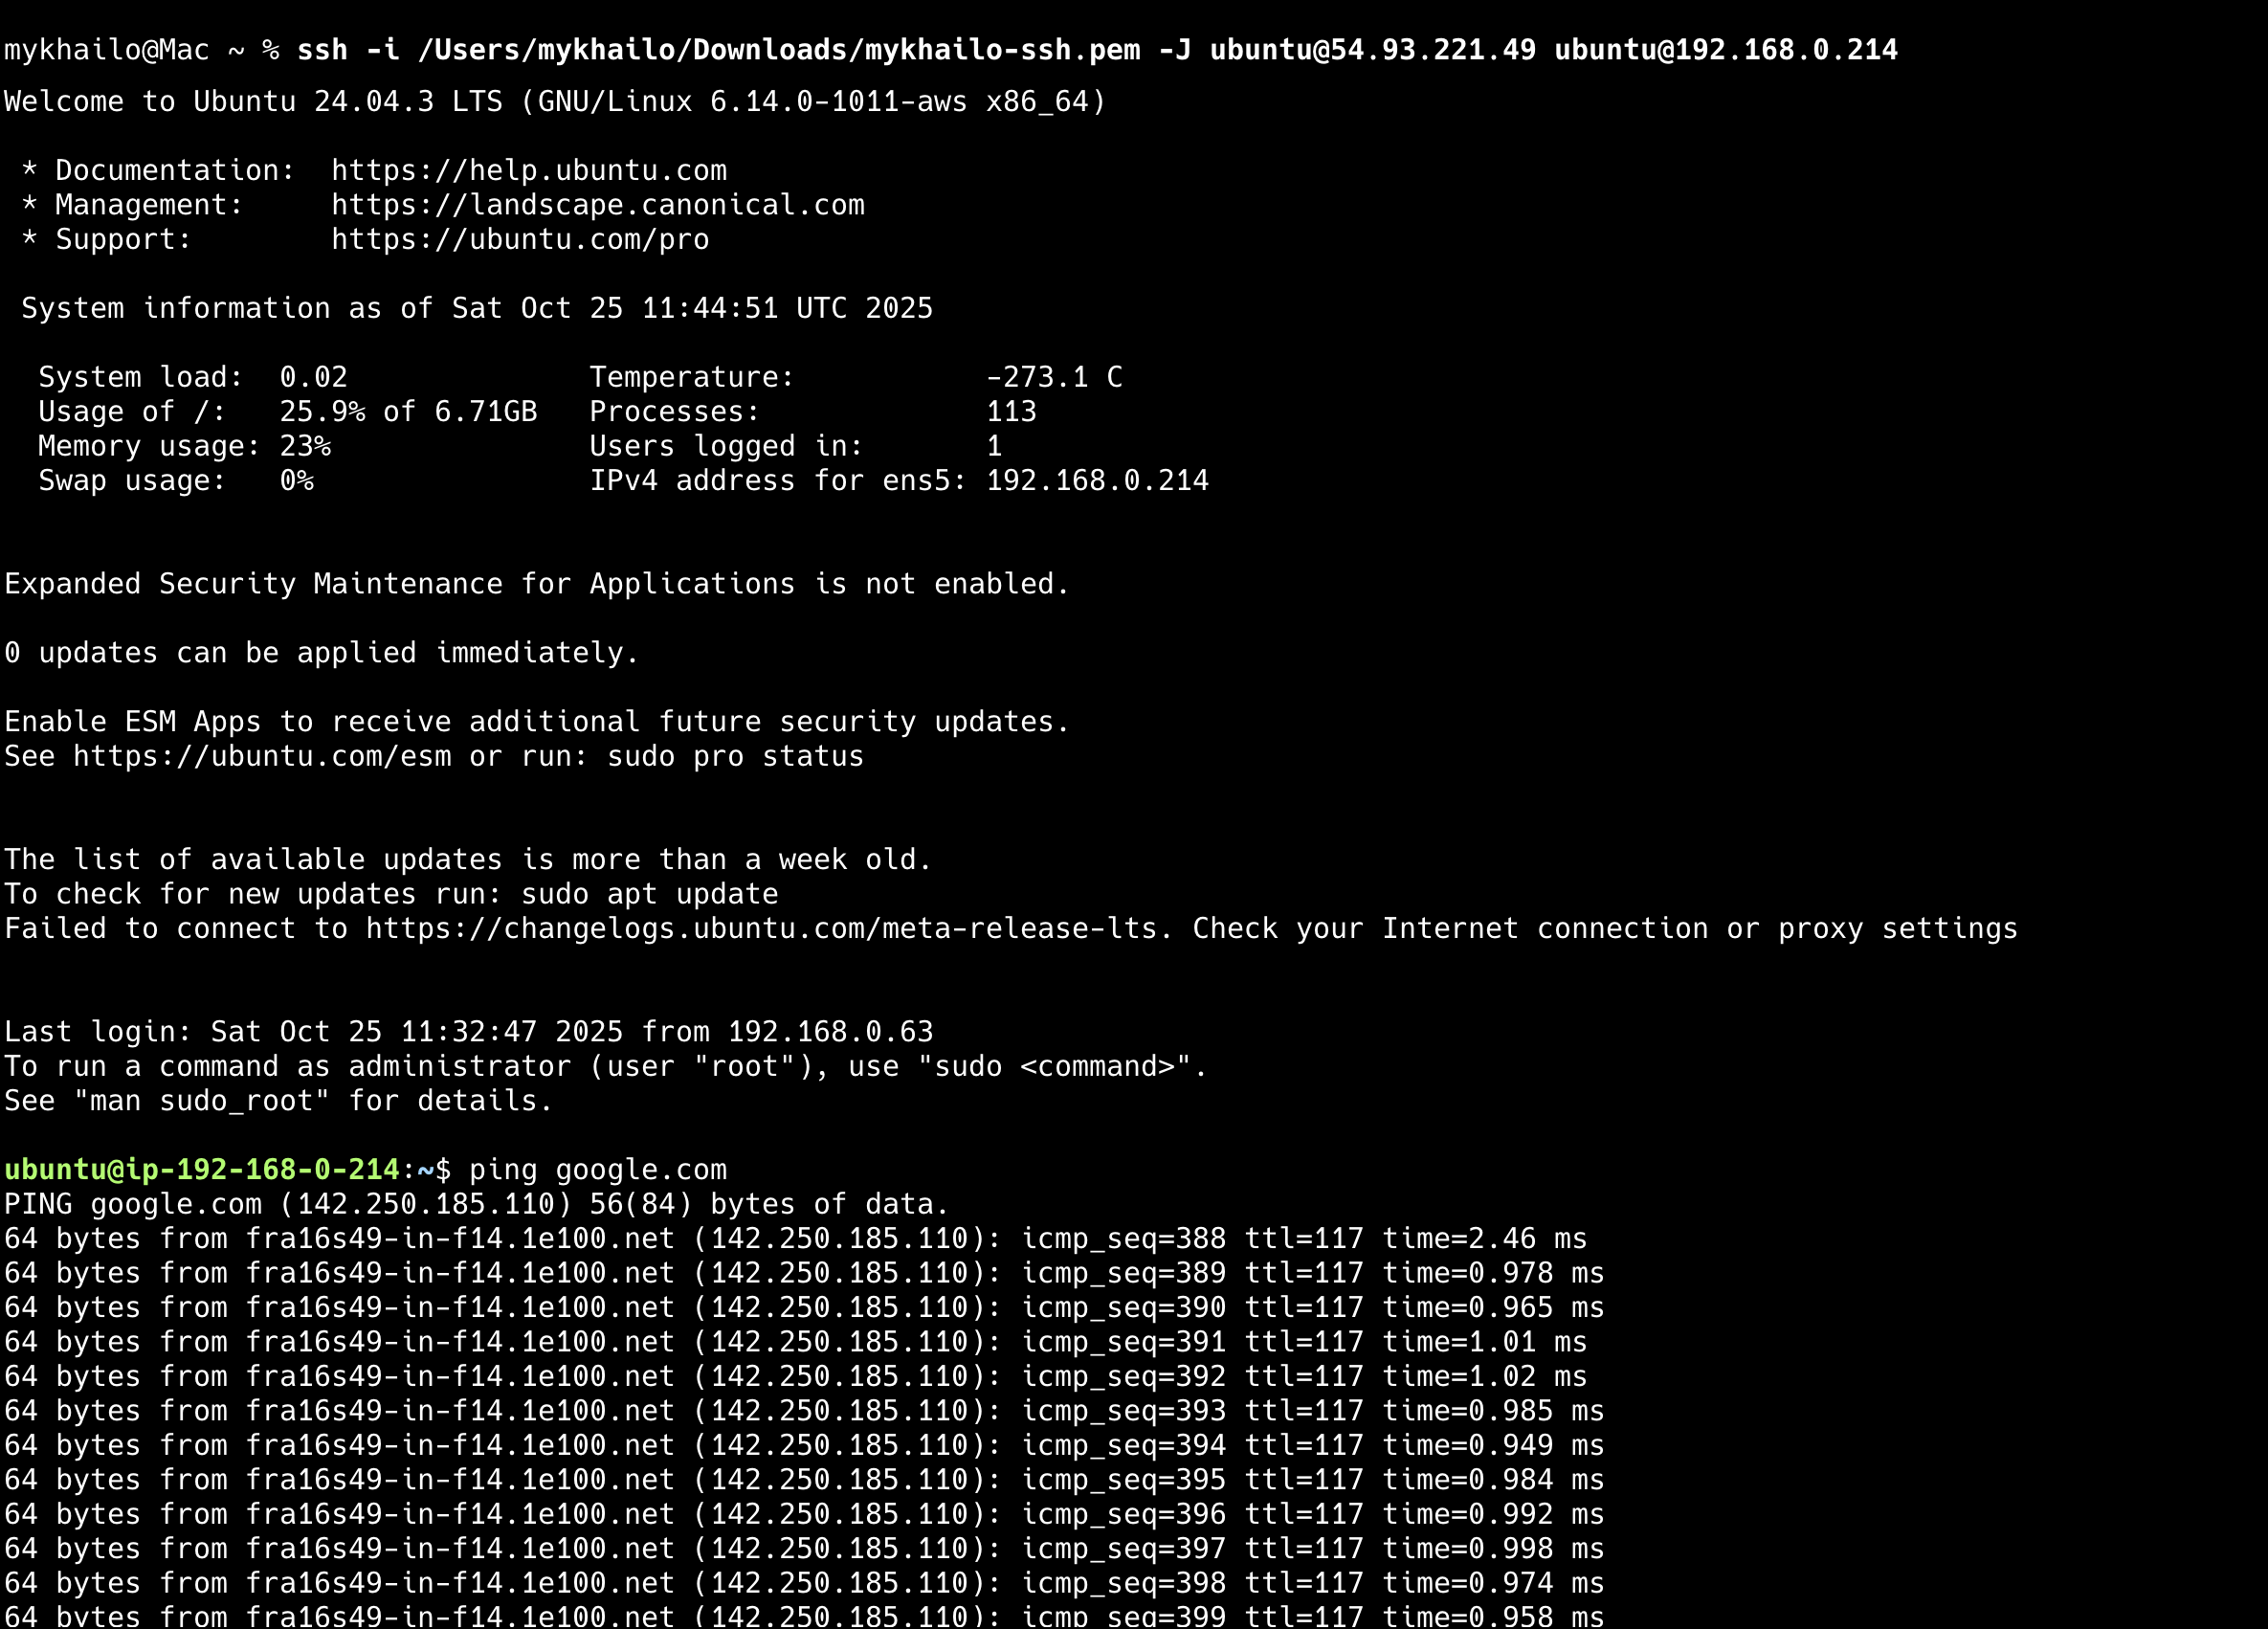 mykhailo@Mac ~ % ssh -i /Users/mykhailo/Downloads/mykhailo-ssh.pem -J ubuntu@54.93.221.49 ubuntu@192.168.0.214
Welcome to Ubuntu 24.04.3 LTS (GNU/Linux 6.14.0-1011-aws x86_64)
* Documentation:  https://help.ubuntu.com
* Management:     https://landscape.canonical.com
* Support:        https://ubuntu.com/pro
System information as of Sat Oct 25 11:44:51 UTC 2025
System load:  0.02              Temperature:           -273.1 C
Usage of /:   25.9% of 6.71GB   Processes:             113
Memory usage: 23%               Users logged in:       1
Swap usage:   0%                IPv4 address for ens5: 192.168.0.214
Expanded Security Maintenance for Applications is not enabled.
0 updates can be applied immediately.
Enable ESM Apps to receive additional future security updates.
See https://ubuntu.com/esm or run: sudo pro status
The list of available updates is more than a week old.
To check for new updates run: sudo apt update
Failed to connect to https://changelogs.ubuntu.com/meta-release-lts. Check your Internet connection or proxy settings
Last login: Sat Oct 25 11:32:47 2025 from 192.168.0.63
To run a command as administrator (user "root"), use "sudo <command>".
See "man sudo_root" for details.
ubuntu@ip-192-168-0-214:~$ ping google.com
PING google.com (142.250.185.110) 56(84) bytes of data.
64 bytes from fra16s49-in-f14.1e100.net (142.250.185.110): icmp_seq=388 ttl=117 time=2.46 ms
64 bytes from fra16s49-in-f14.1e100.net (142.250.185.110): icmp_seq=389 ttl=117 time=0.978 ms
64 bytes from fra16s49-in-f14.1e100.net (142.250.185.110): icmp_seq=390 ttl=117 time=0.965 ms
64 bytes from fra16s49-in-f14.1e100.net (142.250.185.110): icmp_seq=391 ttl=117 time=1.01 ms
64 bytes from fra16s49-in-f14.1e100.net (142.250.185.110): icmp_seq=392 ttl=117 time=1.02 ms
64 bytes from fra16s49-in-f14.1e100.net (142.250.185.110): icmp_seq=393 ttl=117 time=0.985 ms
64 bytes from fra16s49-in-f14.1e100.net (142.250.185.110): icmp_seq=394 ttl=117 time=0.949 ms
64 bytes from fra16s49-in-f14.1e100.net (142.250.185.110): icmp_seq=395 ttl=117 time=0.984 ms
64 bytes from fra16s49-in-f14.1e100.net (142.250.185.110): icmp_seq=396 ttl=117 time=0.992 ms
64 bytes from fra16s49-in-f14.1e100.net (142.250.185.110): icmp_seq=397 ttl=117 time=0.998 ms
64 bytes from fra16s49-in-f14.1e100.net (142.250.185.110): icmp_seq=398 ttl=117 time=0.974 ms
64 bytes from fra16s49-in-f14.1e100.net (142.250.185.110): icmp_seq=399 ttl=117 time=0.958 ms